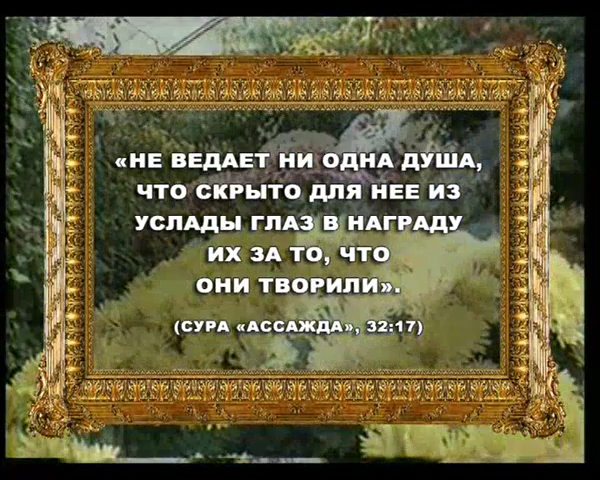 «НЕ ВЕДАЕТ НИ ОДНА ДУША,
ЧТО СКРЫТО ДЛЯ НЕЕ ИЗ
УСЛАДЫ ГЛАЗ В НАГРАДУ
ИХ ЗА ТО, ЧТО
ОНИ ТВОРИЛИ».
(СУРА «АССАЖДА», 32:17)